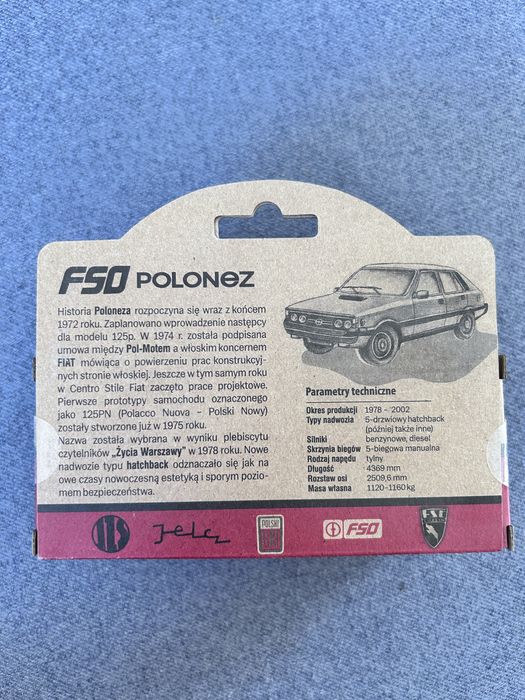 FSO POLONEZ
Historia Poloneza rozpoczyna się wraz z końcem
1972 roku. Zaplanowano wprowadzenie następcy
dla modelu 125p. W 1974 r. została podpisana
umowa między Pol-Motem a włoskim koncernem
FIAT mówiąca o powierzeniu prac konstrukcyj-
nych stronie włoskiej. Jeszcze w tym samym roku
w Centro Stile Fiat zaczęto prace projektowe.
Pierwsze prototypy samochodu oznaczonego
jako 125PN (Polacco Nuova – Polski Nowy)
zostały stworzone już w 1975 roku.
Nazwa została wybrana w wyniku plebiscytu
czytelników „Życia Warszawy” w 1978 roku. Nowe
nadwozie typu hatchback odznaczało się jak na
owe czasy nowoczesną estetyką i sporym pozio-
mem bezpieczeństwa.
Parametry techniczne
Okres produkcji 1978 - 2002
Typy nadwozia 5-drzwiowy hatchback
(później także inne)
Silniki benzynowe, diesel
Skrzynia biegów 5-biegowa manualna
Rodzaj napędu tylny
Długość 4369 mm
Rozstaw osi 2509,6 mm
Masa własna 1120-1160 kg
Jelcz
POLSKI
FSO